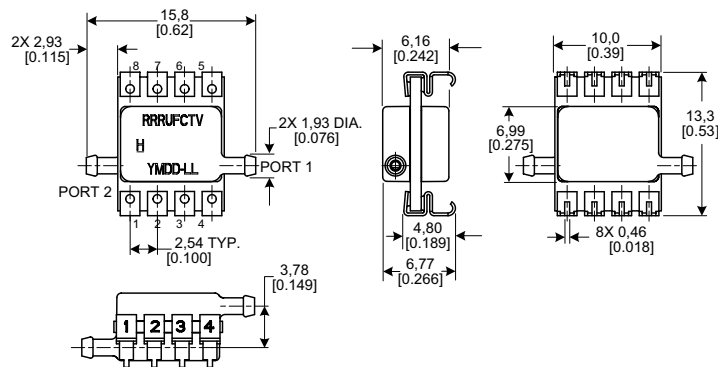 15,8
[0.62]
2X 2,93
[0.115]
8 7 6 5
RRRUFCTV
H
YMDD-LL
2X 1,93 DIA.
[0.076]
PORT 1
PORT 2
1 2 3 4
2,54 TYP.
[0.100]
6,16
[0.242]
4,80
[0.189]
6,77
[0.266]
10,0
[0.39]
6,99
[0.275]
13,3
[0.53]
8X 0,46
[0.018]
3,78
[0.149]
1 2 3 4